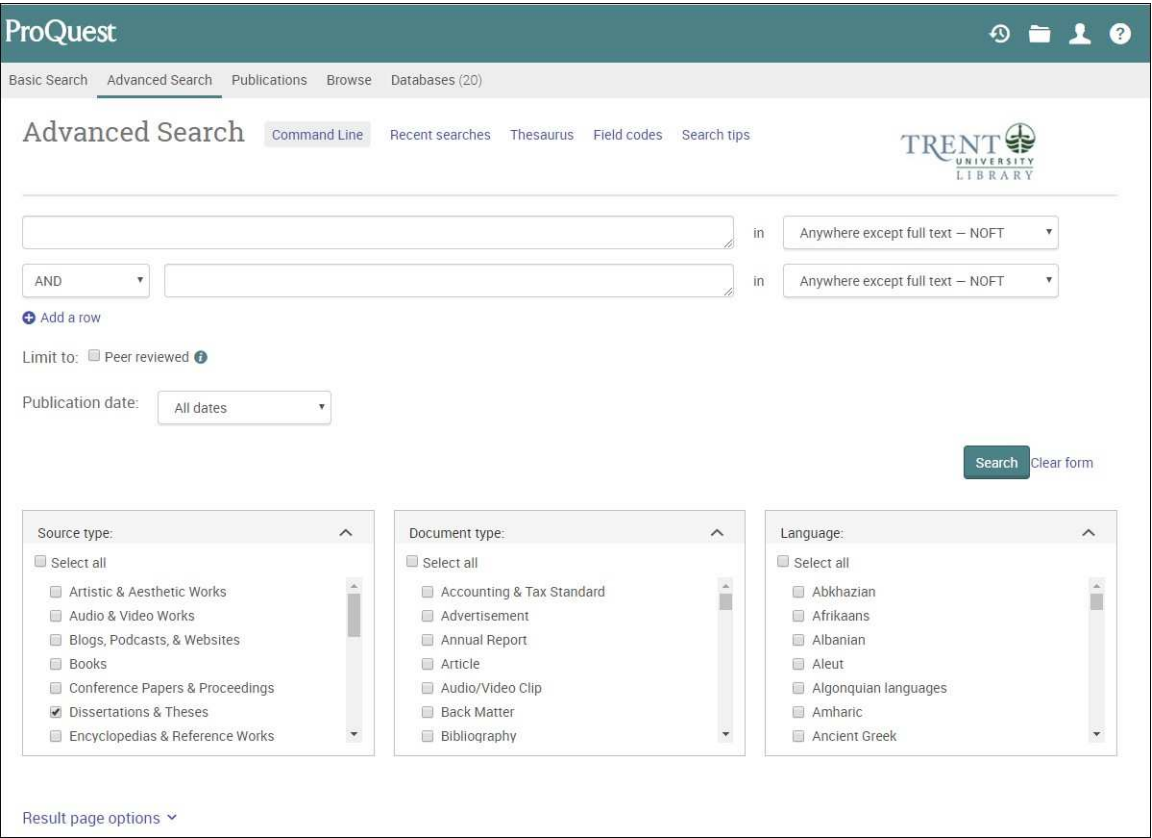 ProQuest
Basic Search Advanced Search Publications Browse Databases (20)
Advanced Search Command Line Recent searches Thesaurus Field codes Search tips
TRENT
UNIVERSITY
LIBRARY
in Anywhere except full text — NOFT
AND in Anywhere except full text — NOFT
Add a row
Limit to: Peer reviewed
Publication date: All dates
Search Clear form
Source type:
Select all
Artistic & Aesthetic Works
Audio & Video Works
Blogs, Podcasts, & Websites
Books
Conference Papers & Proceedings
Dissertations & Theses
Encyclopedias & Reference Works
Document type:
Select all
Accounting & Tax Standard
Advertisement
Annual Report
Article
Audio/Video Clip
Back Matter
Bibliography
Language:
Select all
Abkhazian
Afrikaans
Albanian
Aleut
Algonquian languages
Amharic
Ancient Greek
Result page options